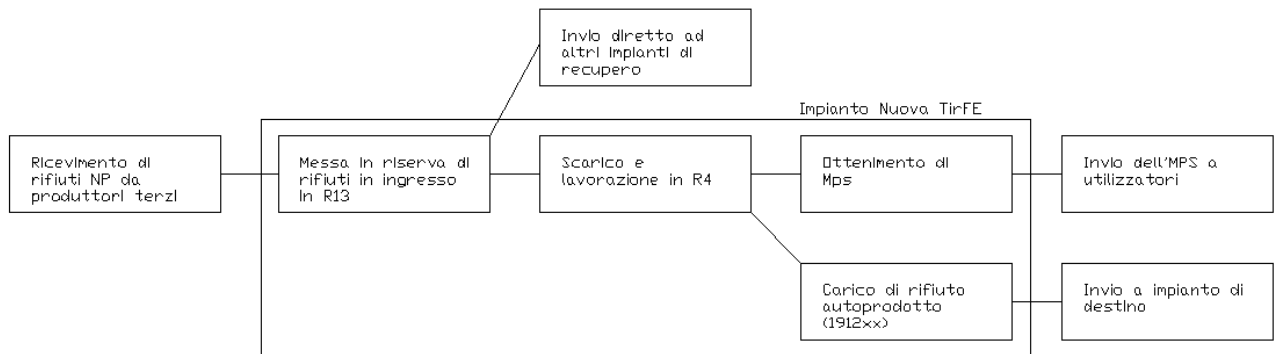 Invio diretto ad
altri impianti di
recupero
Impianto Nuova TirFE
Ricevimento di
rifiuti NP da
produttori terzi
Messa in riserva di
rifiuti in ingresso
in R13
Scarico e
lavorazione in R4
Ottenimento di
Mps
Invio dell'MPS a
utilizzatori
Carico di rifiuto
autoprodotto
(1912xx)
Invio a impianto di
destino